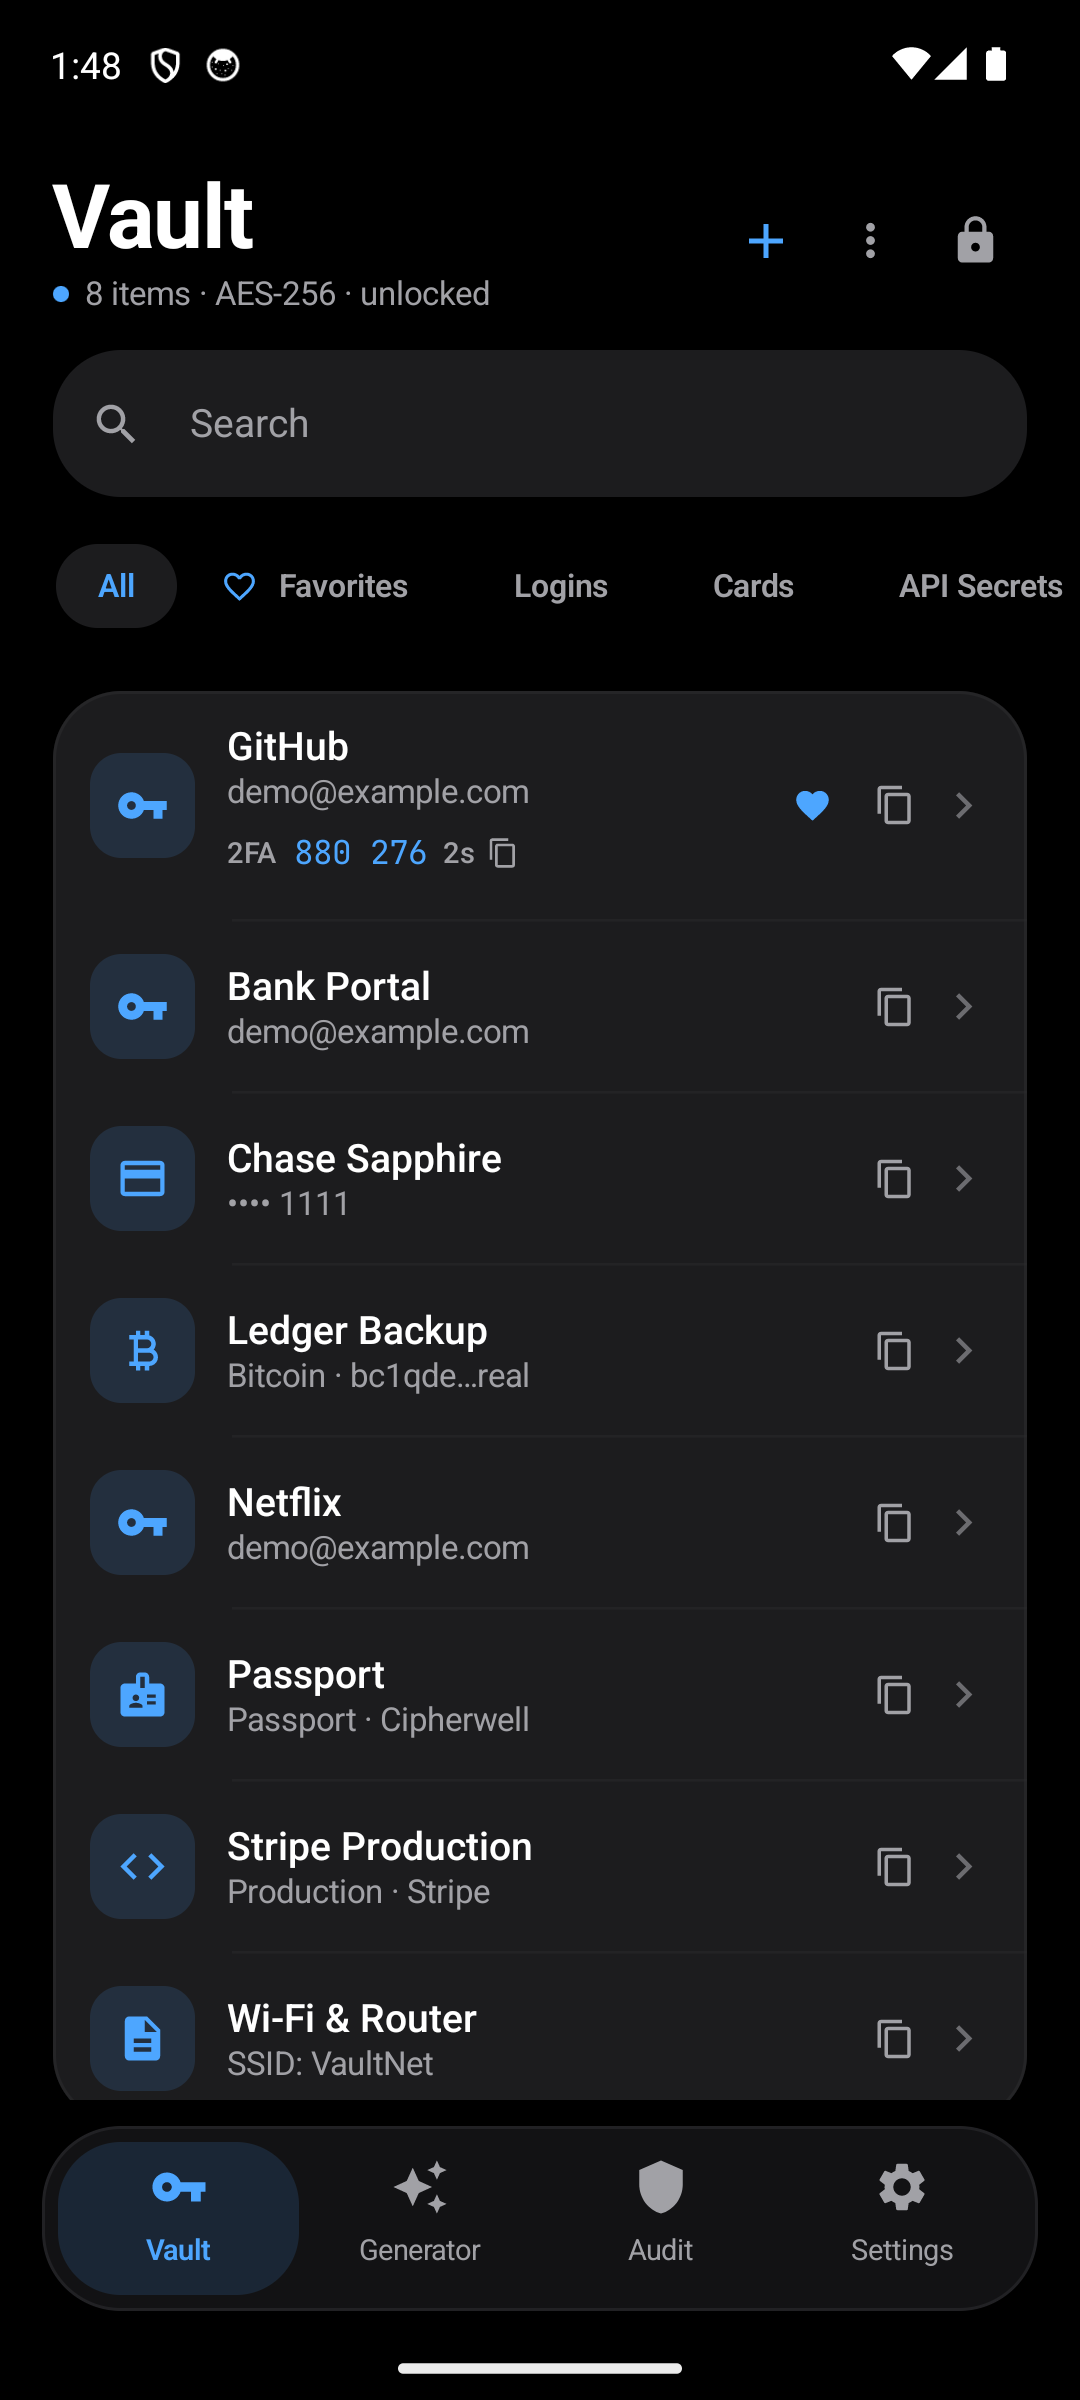 1:48
Vault
8 items · AES-256 · unlocked
Search
All
Favorites
Logins
Cards
API Secrets
GitHub
demo@example.com
2FA 880 276 2s
Bank Portal
demo@example.com
Chase Sapphire
•••• 1111
Ledger Backup
Bitcoin · bc1qde…real
Netflix
demo@example.com
Passport
Passport · Cipherwell
Stripe Production
Production · Stripe
Wi-Fi & Router
SSID: VaultNet
Vault
Generator
Audit
Settings